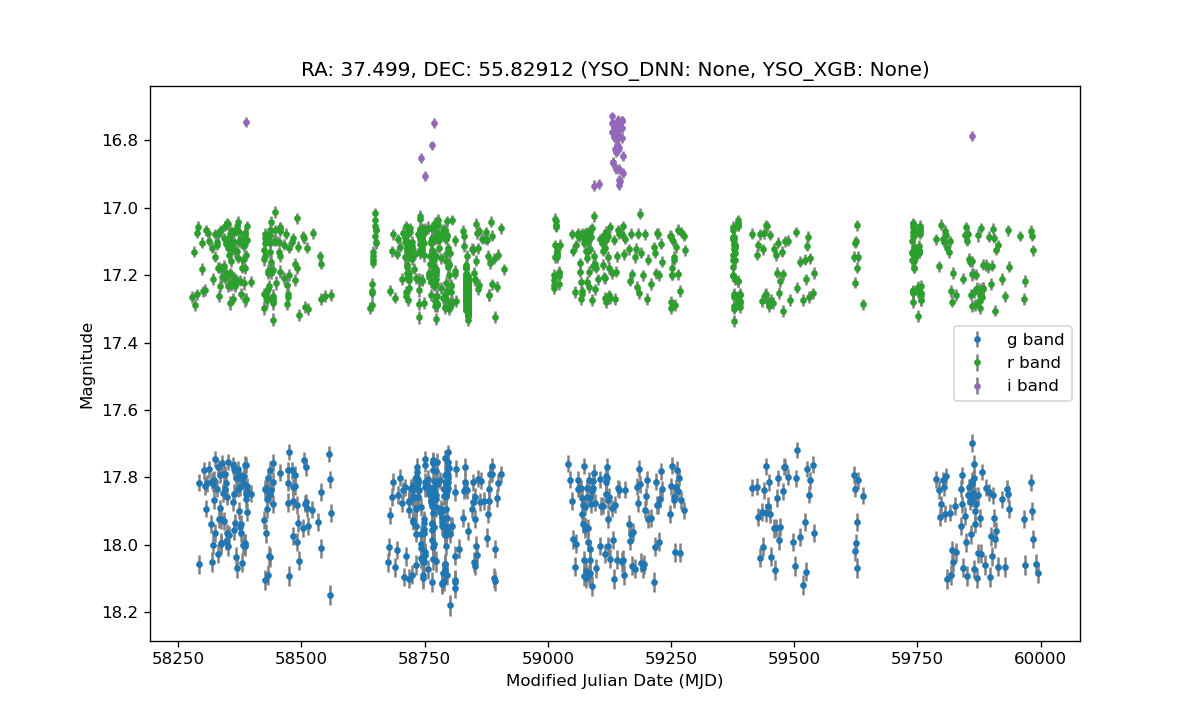 RA: 37.499, DEC: 55.82912 (YSO_DNN: None, YSO_XGB: None)
Magnitude
16.8
17.0
17.2
17.4
17.6
17.8
18.0
18.2
g band
r band
i band
58250 58500 58750 59000 59250 59500 59750 60000
Modified Julian Date (MJD)